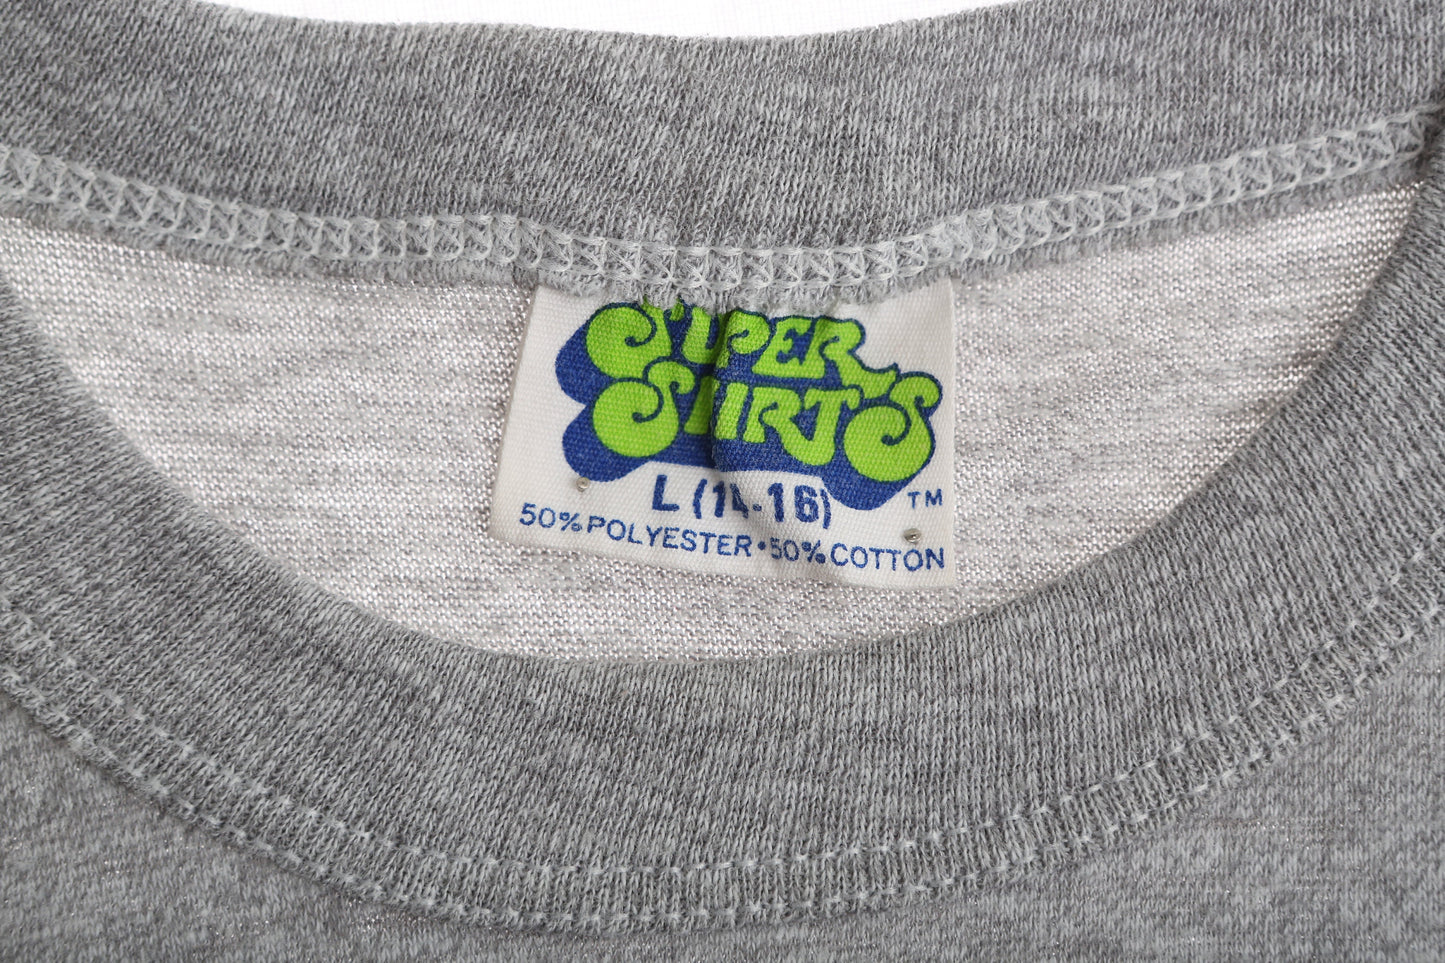 SUPER
SHIRTS
L (14-16)
TM
50% POLYESTER • 50% COTTON